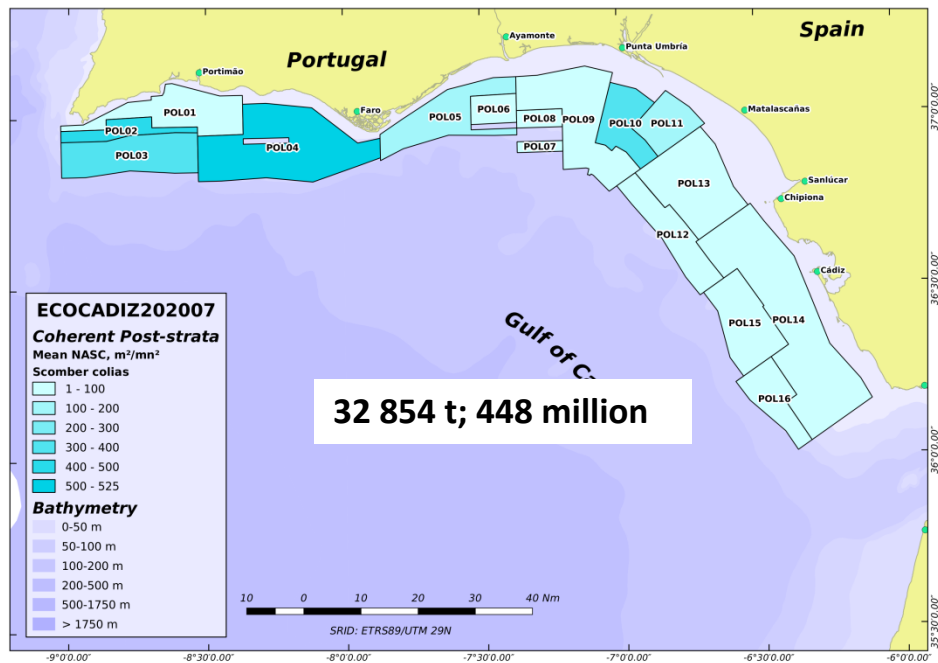 Portugal
Spain
Ayamonte
Punta Umbría
Portimão
Faro
Matalascañas
Sanlúcar
Chipiona
Cádiz
POL01
POL02
POL03
POL04
POL05
POL06
POL08
POL07
POL09
POL10
POL11
POL13
POL12
POL14
POL15
POL16
Gulf of Ca
32 854 t; 448 million
ECOCADIZ202007
Coherent Post-strata
Mean NASC, m²/mn²
Scomber colias
1 - 100
100 - 200
200 - 300
300 - 400
400 - 500
500 - 525
Bathymetry
0-50 m
50-100 m
100-200 m
200-500 m
500-1750 m
> 1750 m
10 0 10 20 30 40 Nm
SRID: ETRS89/UTM 29N
37°0'0.00"
36°30'0.00"
36°0'0.00"
35°30'0.00"
-9°0'0.00" -8°30'0.00" -8°0'0.00" -7°30'0.00" -7°0'0.00" -6°30'0.00" -6°0'0.00"